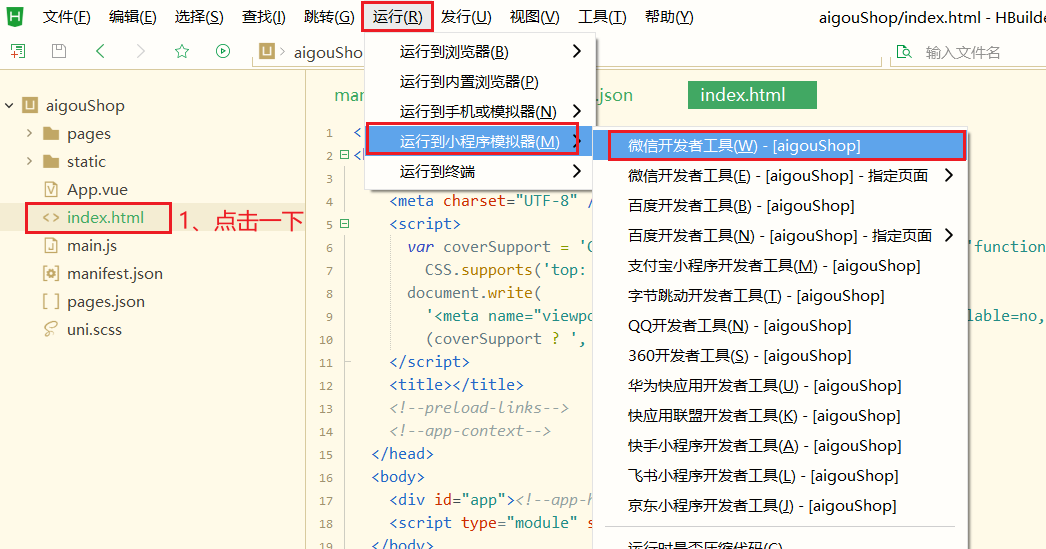 文件(F) 编辑(E) 选择(S) 查找(I) 跳转(G) 运行(R) 发行(U) 视图(V) 工具(T) 帮助(Y) aigouShop/index.html - HBuilde
U aigouSho 输入文件名
运行到浏览器(B)
运行到内置浏览器(P)
运行到手机或模拟器(N)
运行到小程序模拟器(M)
运行到终端
微信开发者工具(W) - [aigouShop]
微信开发者工具(E) - [aigouShop] - 指定页面
百度开发者工具(B) - [aigouShop]
百度开发者工具(N) - [aigouShop] - 指定页面
支付宝小程序开发者工具(M) - [aigouShop]
字节跳动开发者工具(T) - [aigouShop]
QQ开发者工具(N) - [aigouShop]
360开发者工具(S) - [aigouShop]
华为快应用开发者工具(U) - [aigouShop]
快应用联盟开发者工具(K) - [aigouShop]
快手小程序开发者工具(A) - [aigouShop]
飞书小程序开发者工具(L) - [aigouShop]
京东小程序开发者工具(J) - [aigouShop]
运行时是否压缩代码(C)
aigouShop
pages
static
App.vue
index.html 1、点击一下
main.js
manifest.json
pages.json
uni.scss
mar .json index.html
1 <
2 <
3
4 <meta charset="UTF-8" /
5 <script>
6 var coverSupport = 'C 'function
7 CSS.supports('top:
8 document.write(
9 '<meta name="viewpo lable=no,
10 (coverSupport ? ',
11 </script>
12 <title></title>
13 <!--preload-links-->
14 <!--app-context-->
15 </head>
16 <body>
17 <div id="app"><!--app-h
18 <script type="module" s
19 </body>